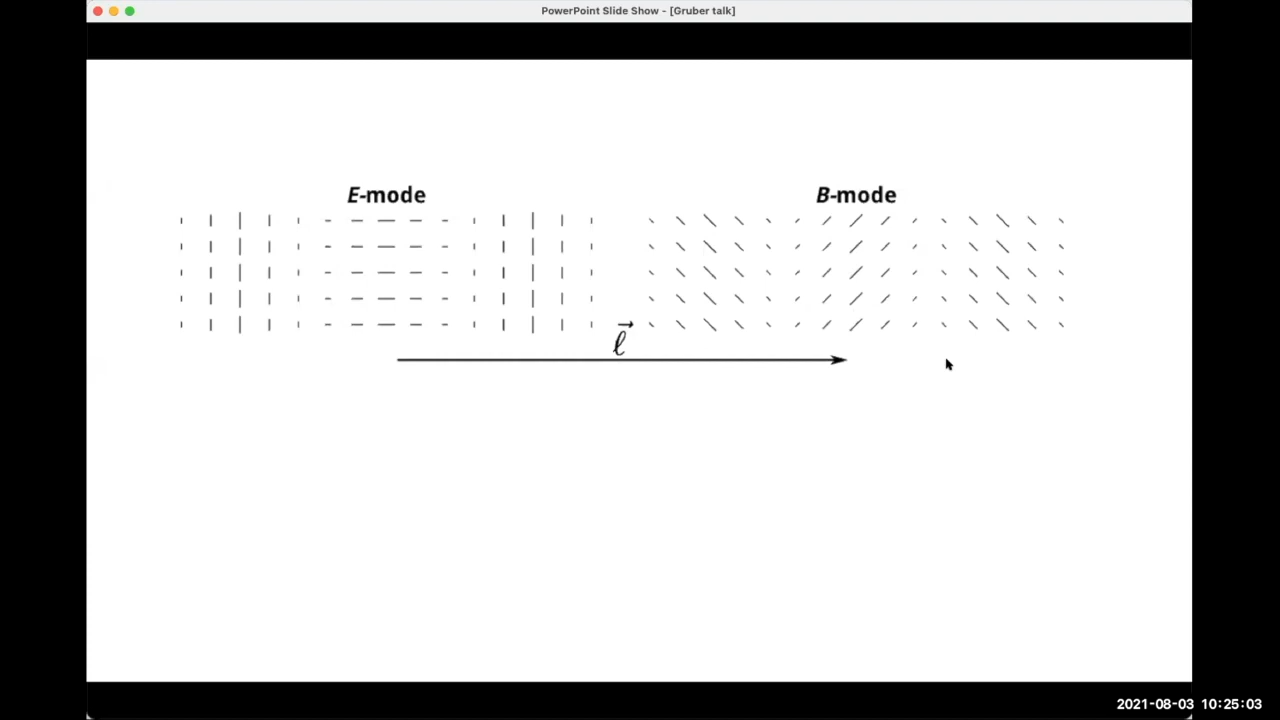 PowerPoint Slide Show - [Gruber talk]
E-mode
B-mode
ℓ⃗
2021-08-03 10:25:03